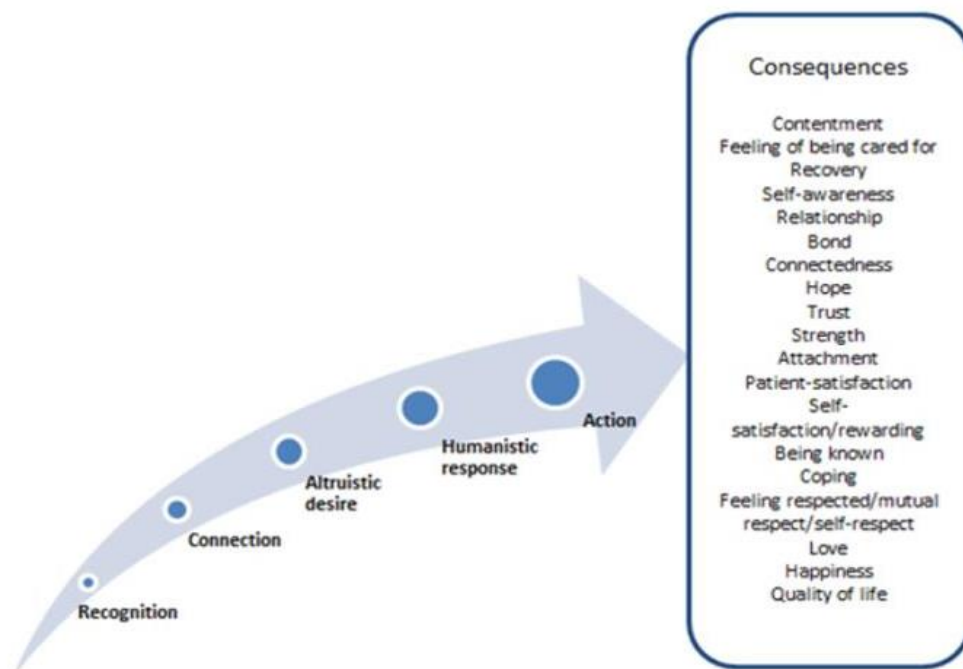 Consequences
Contentment
Feeling of being cared for
Recovery
Self-awareness
Relationship
Bond
Connectedness
Hope
Trust
Strength
Attachment
Patient-satisfaction
Self-
satisfaction/rewarding
Being known
Coping
Feeling respected/mutual
respect/self-respect
Love
Happiness
Quality of life
Recognition
Connection
Altruistic
desire
Humanistic
response
Action